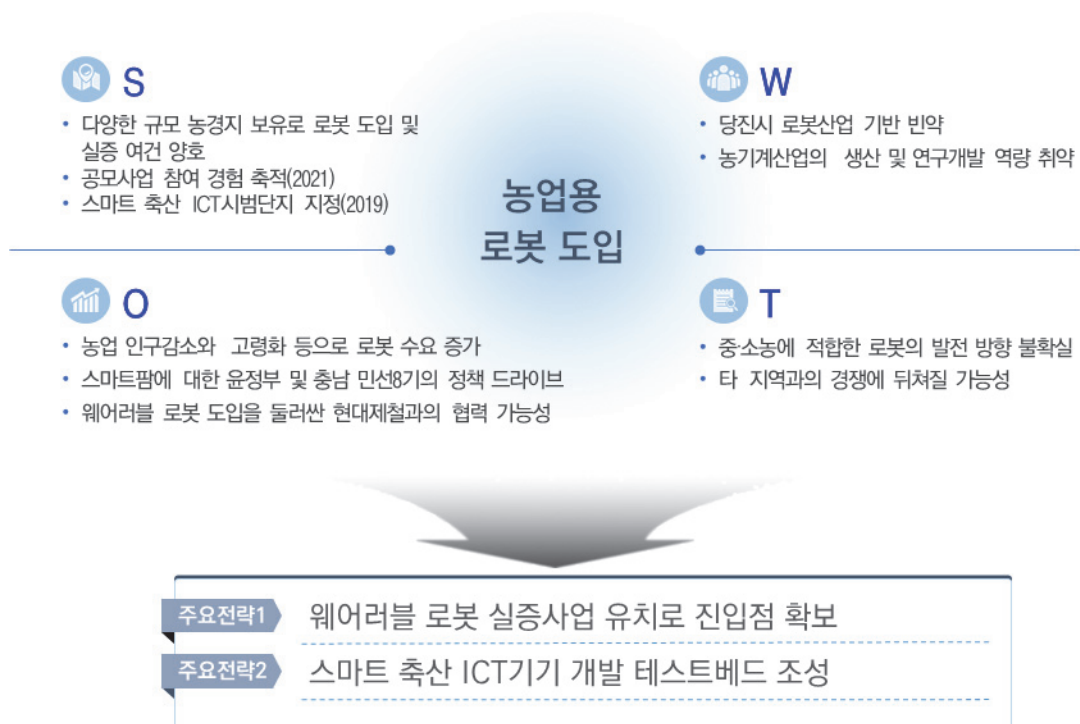 S
• 다양한 규모 농경지 보유로 로봇 도입 및
실증 여건 양호
• 공모사업 참여 경험 축적(2021)
• 스마트 축산 ICT시범단지 지정(2019)
W
• 당진시 로봇산업 기반 빈약
• 농기계산업의 생산 및 연구개발 역량 취약
농업용
로봇 도입
O
• 농업 인구감소와 고령화 등으로 로봇 수요 증가
• 스마트팜에 대한 윤정부 및 충남 민선8기의 정책 드라이브
• 웨어러블 로봇 도입을 둘러싼 현대제철과의 협력 가능성
T
• 중·소농에 적합한 로봇의 발전 방향 불확실
• 타 지역과의 경쟁에 뒤쳐질 가능성
주요전략1 웨어러블 로봇 실증사업 유치로 진입점 확보
주요전략2 스마트 축산 ICT기기 개발 테스트베드 조성